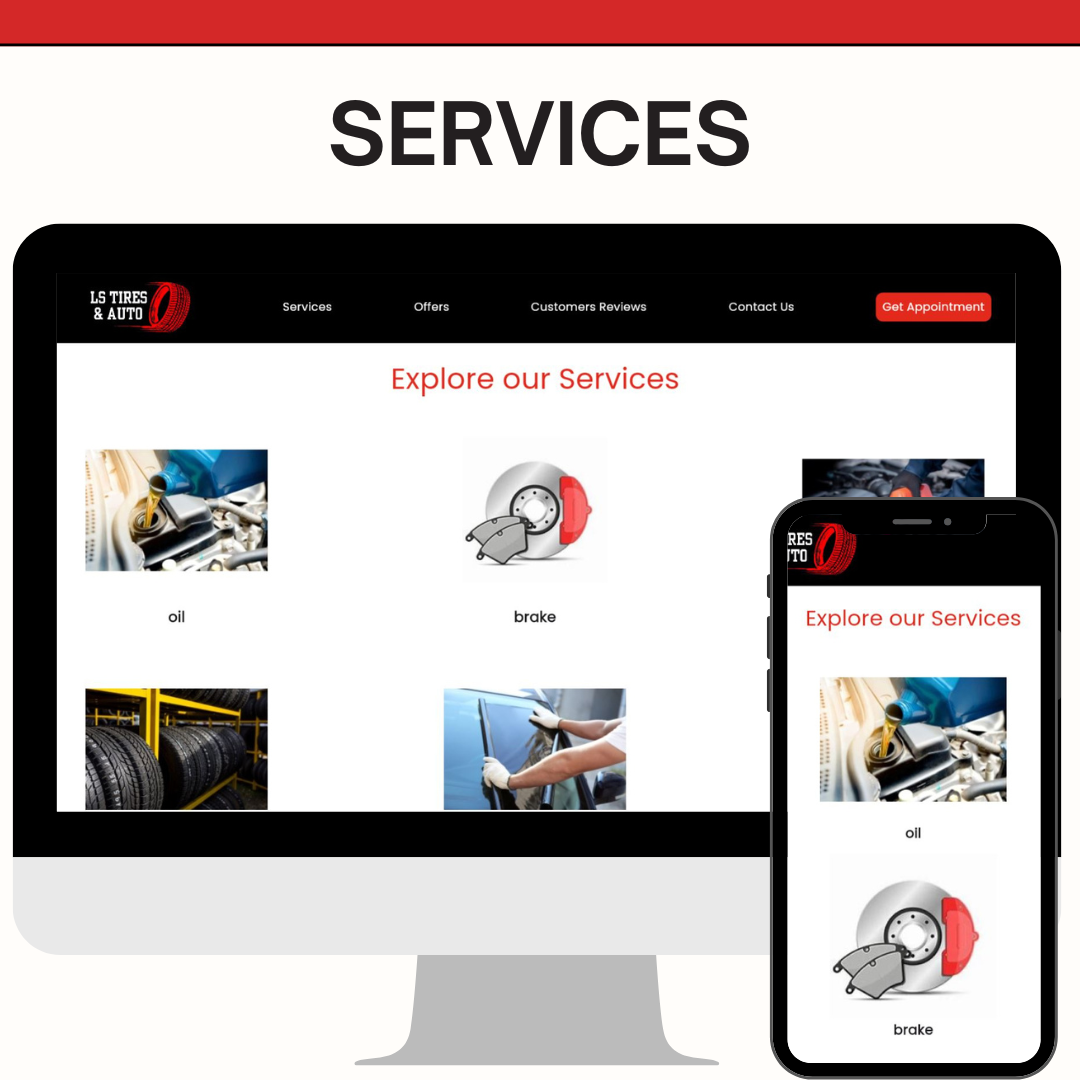 SERVICES
LS TIRES
& AUTO
Services
Offers
Customers Reviews
Contact Us
Get Appointment
Explore our Services
oil
brake
RES
UTO
Explore our Services
oil
brake